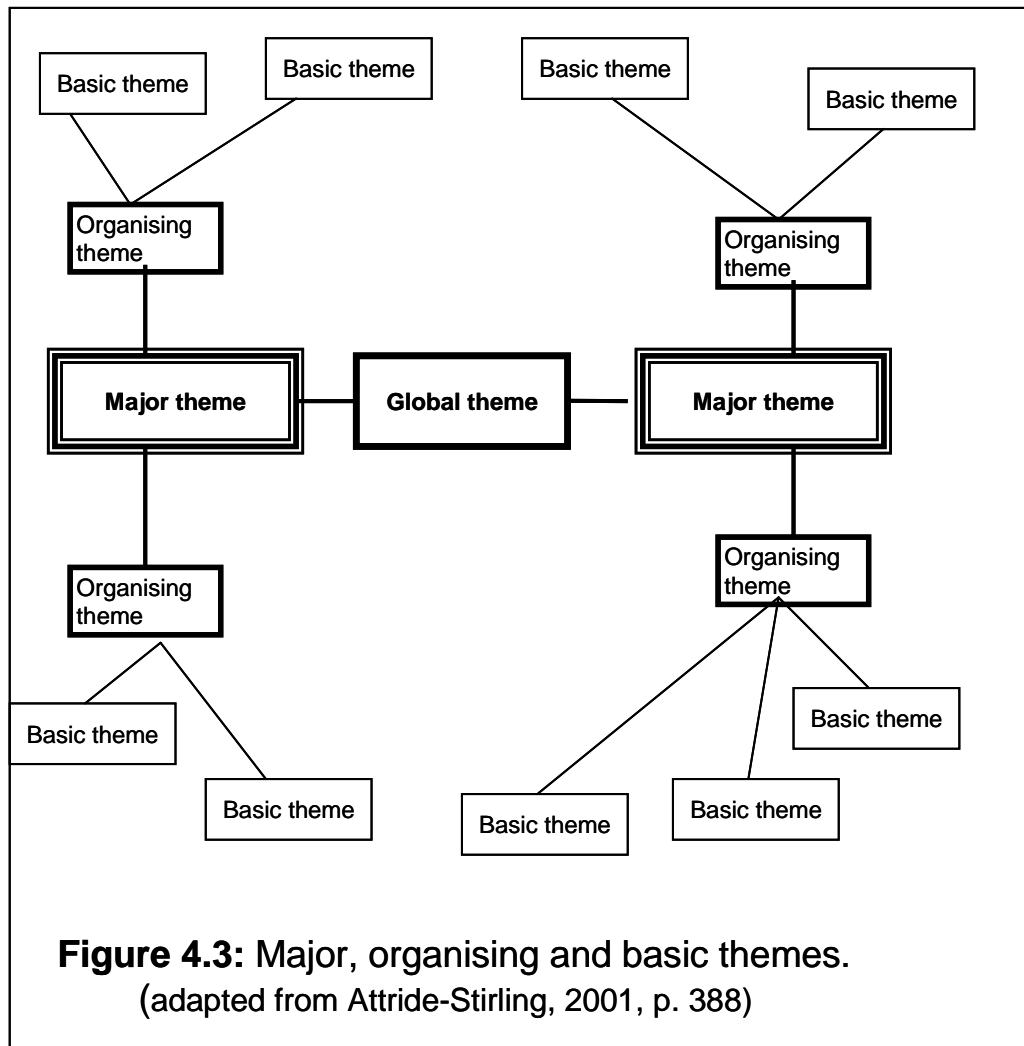 Basic theme
Basic theme
Basic theme
Basic theme
Organising
theme
Organising
theme
Major theme
Global theme
Major theme
Organising
theme
Organising
theme
Basic theme
Basic theme
Basic theme
Basic theme
Basic theme
Figure 4.3: Major, organising and basic themes.
(adapted from Attride-Stirling, 2001, p. 388)